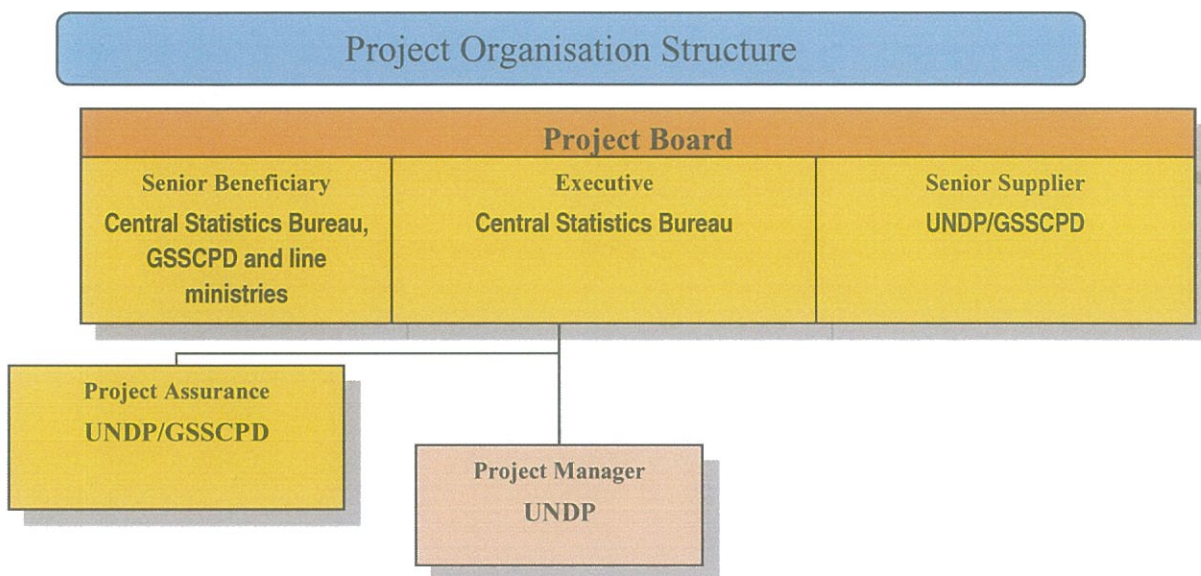 Project Organisation Structure
Project Board
Senior Beneficiary
Central Statistics Bureau,
GSSCPD and line
ministries
Executive
Central Statistics Bureau
Senior Supplier
UNDP/GSSCPD
Project Assurance
UNDP/GSSCPD
Project Manager
UNDP